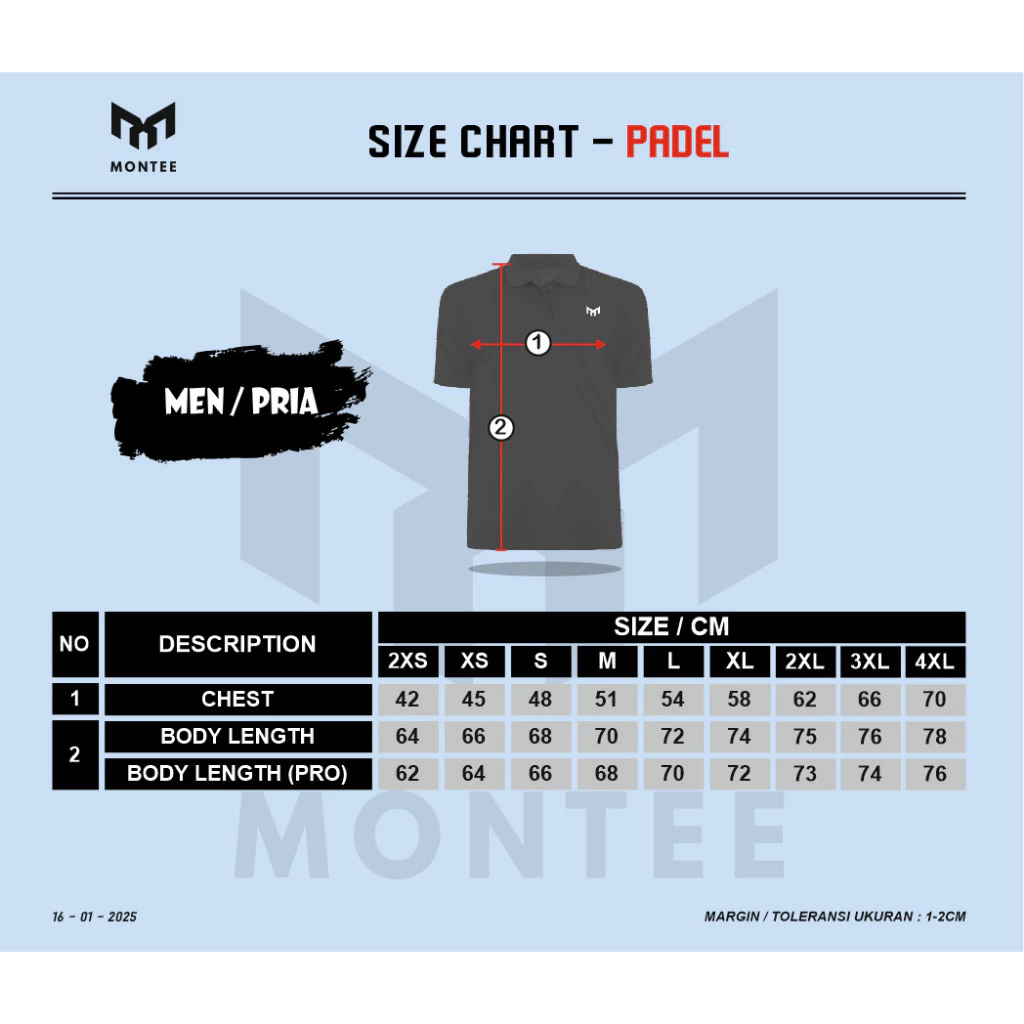 MONTEE
SIZE CHART – PADEL
1
MEN / PRIA
2
NO DESCRIPTION SIZE / CM
2XS XS S M L XL 2XL 3XL 4XL
1 CHEST 42 45 48 51 54 58 62 66 70
2 BODY LENGTH 64 66 68 70 72 74 75 76 78
BODY LENGTH (PRO) 62 64 66 68 70 72 73 74 76
MONTEE
16 - 01 - 2025 MARGIN / TOLERANSI UKURAN : 1-2CM